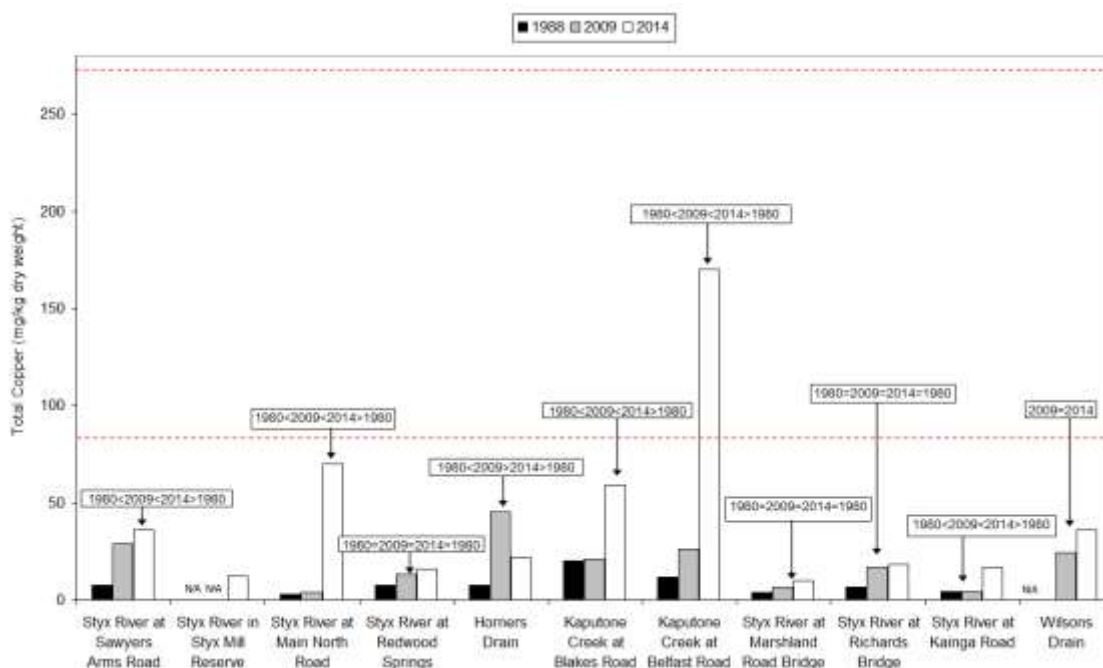 1988 2009 2014
Total Copper (mg/kg dry weight)
250
200
150
100
50
0
1980<2009<2014>1980
1980<2009<2014>1980
1980=2009=2014=1980
1980<2009>2014>1980
1980<2009<2014>1980
1980<2009<2014>1980
1980=2009=2014=1980
1980=2009=2014=1980
1980<2009<2014>1980
2009=2014
N/A N/A
N/A
Styx River at
Sawyers
Arms Road
Styx River in
Styx Mill
Reserve
Styx River at
Main North
Road
Styx River at
Redwood
Springs
Horners
Drain
Kaputone
Creek at
Blakes Road
Kaputone
Creek at
Belfast Road
Styx River at
Marshland
Road Bridge
Styx River at
Richards
Bridge
Styx River at
Kainga Road
Wilsons
Drain